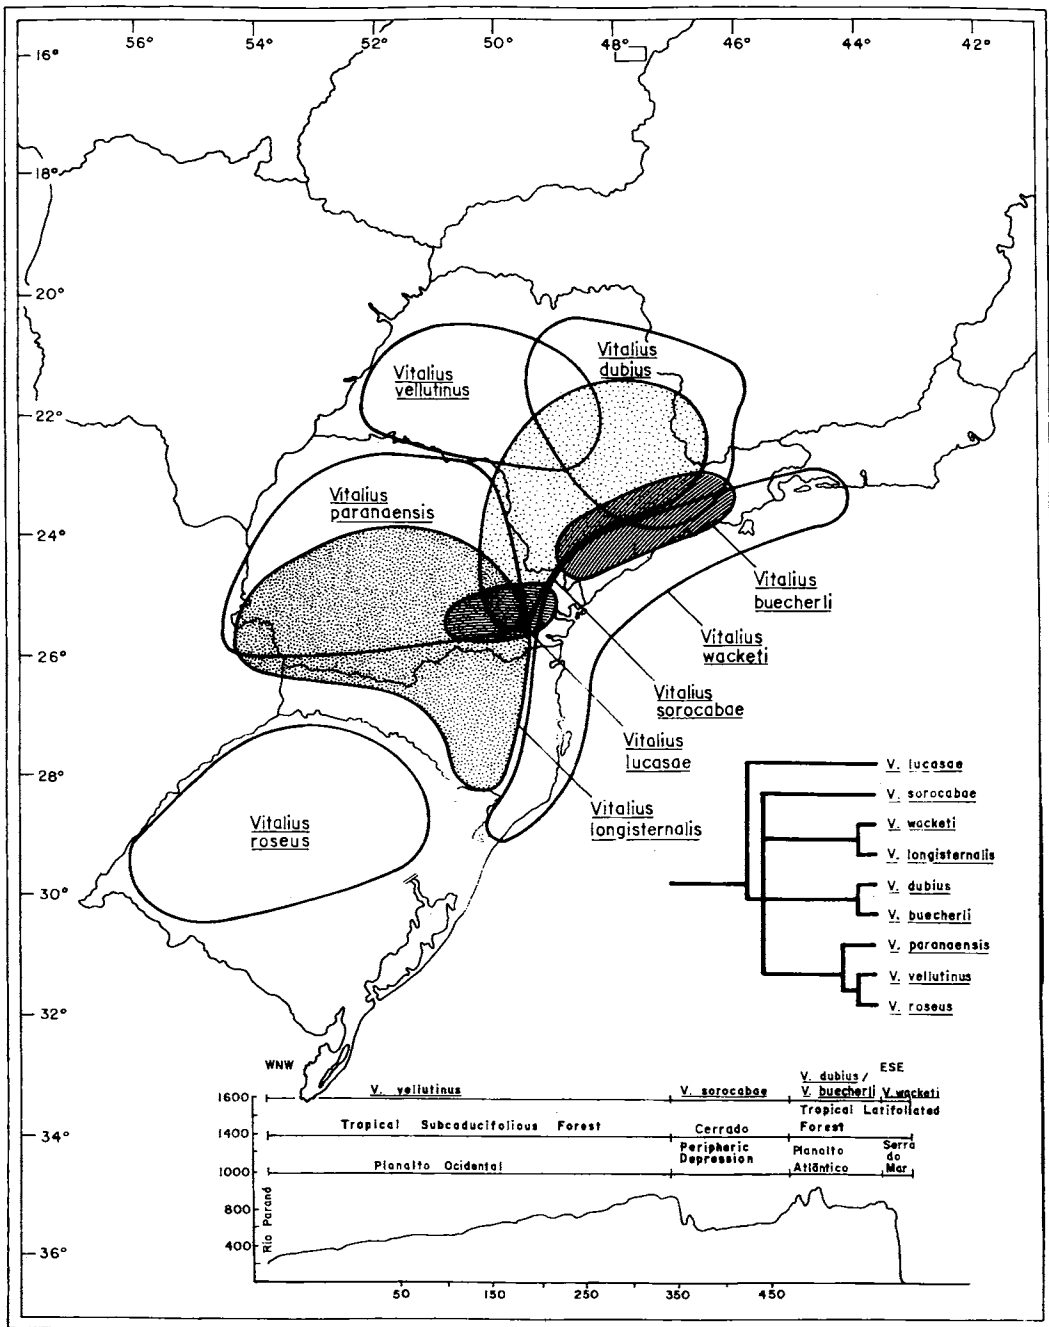 56° 54° 52° 50° 48° 46° 44° 42°
16°
18°
20°
22°
24°
26°
28°
30°
32°
34°
36°
Vitalius
vellutinus
Vitalius
dubius
Vitalius
paranaensis
Vitalius
buecherli
Vitalius
wacketi
Vitalius
sorocabae
Vitalius
lucasae
Vitalius
longisternalis
Vitalius
roseus
V. lucasae
V. sorocabae
V. wacketi
V. longisternalis
V. dubius
V. buecherli
V. paranaensis
V. vellutinus
V. roseus
WNW
ESE
V. vellutinus
V. sorocabae
V. dubius /
V. buecherli
V. wacketi
Tropical Subcaducifolious Forest
Cerrado
Tropical Latifoliated
Forest
Planalto Ocidental
Peripheric
Depression
Planalto
Atlântico
Serra
do
Mar
1600
1400
1000
800
400
Rio Paraná
50 150 250 350 450